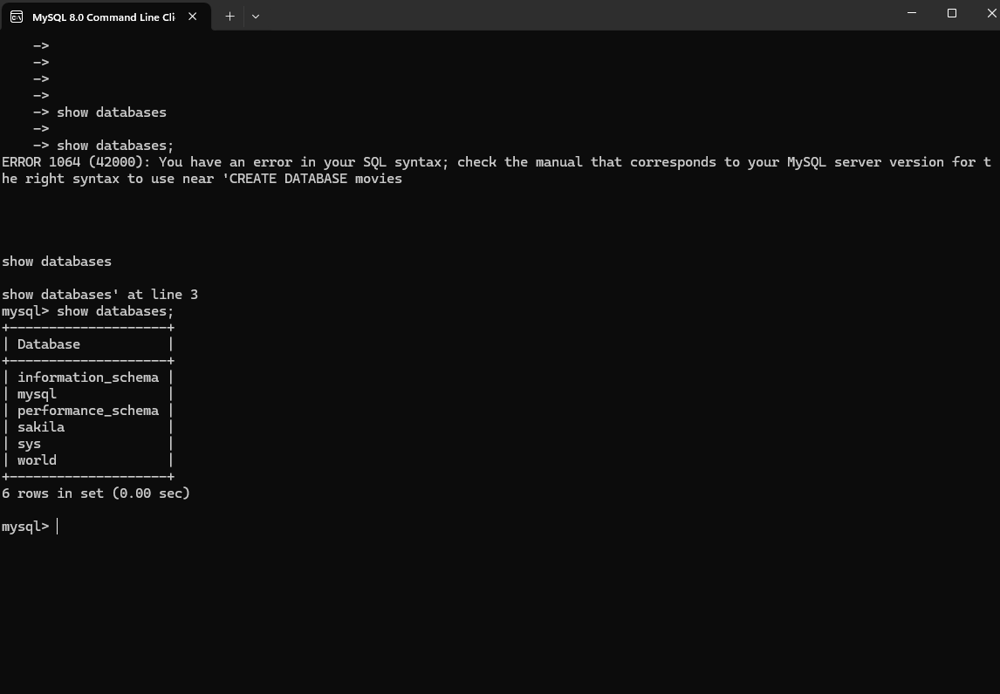 MySQL 8.0 Command Line Cli
    ->
    ->
    ->
    ->
    -> show databases
    ->
    -> show databases;
ERROR 1064 (42000): You have an error in your SQL syntax; check the manual that corresponds to your MySQL server version for t
he right syntax to use near 'CREATE DATABASE movies
show databases
show databases' at line 3
mysql> show databases;
+--------------------+
| Database           |
+--------------------+
| information_schema |
| mysql              |
| performance_schema |
| sakila             |
| sys                |
| world              |
+--------------------+
6 rows in set (0.00 sec)
mysql>